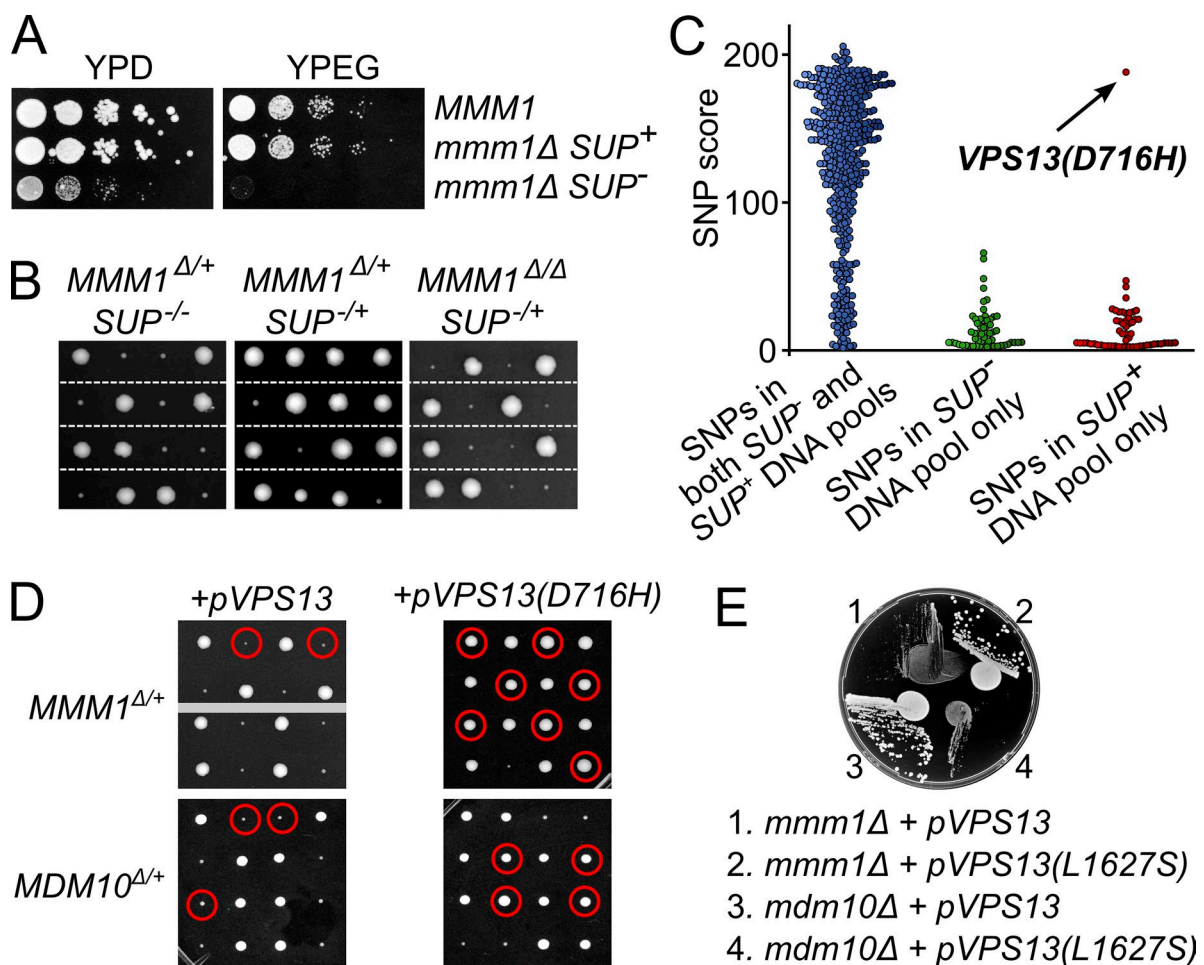 A
YPD YPEG
MMM1
mmm1Δ SUP+
mmm1Δ SUP-
B
MMM1Δ/+ MMM1Δ/+ MMM1Δ/Δ
SUP-/- SUP-/+ SUP-/+
C
SNP score
200
100
0
VPS13(D716H)
SNPs in
both SUP- and
SUP+ DNA pools
SNPs in SUP-
DNA pool only
SNPs in SUP+
DNA pool only
D
+pVPS13 +pVPS13(D716H)
MMM1Δ/+
MDM10Δ/+
E
1 2
3 4
1. mmm1Δ + pVPS13
2. mmm1Δ + pVPS13(L1627S)
3. mdm10Δ + pVPS13
4. mdm10Δ + pVPS13(L1627S)